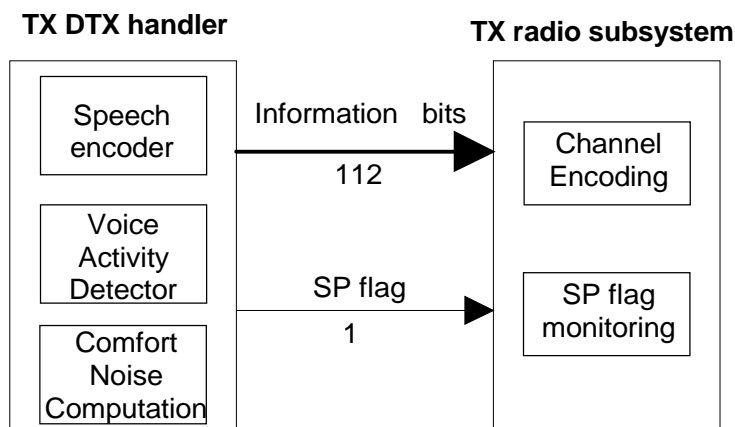 TX DTX handler
TX radio subsystem
Speech
encoder
Information bits
112
Channel
Encoding
Voice
Activity
Detector
SP flag
1
SP flag
monitoring
Comfort
Noise
Computation